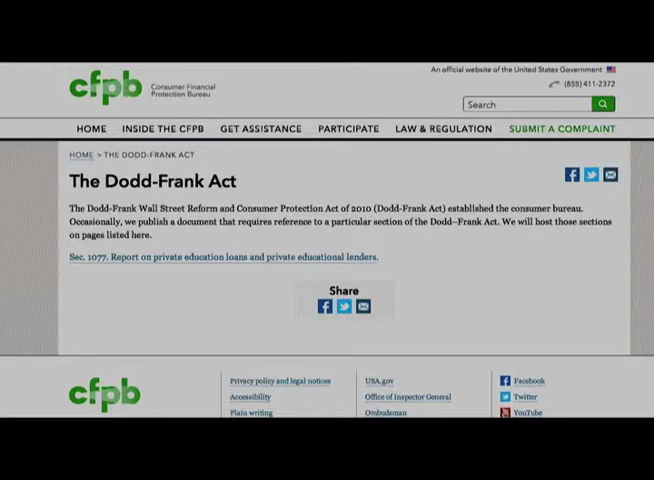 An official website of the United States Government
cfpb Consumer Financial
Protection Bureau
(855) 411-2372
Search
HOME INSIDE THE CFPB GET ASSISTANCE PARTICIPATE LAW & REGULATION SUBMIT A COMPLAINT
HOME > THE DODD-FRANK ACT
The Dodd-Frank Act
The Dodd-Frank Wall Street Reform and Consumer Protection Act of 2010 (Dodd-Frank Act) established the consumer bureau.
Occasionally, we publish a document that requires reference to a particular section of the Dodd–Frank Act. We will host those sections
on pages listed here.
Sec. 1077. Report on private education loans and private educational lenders.
Share
cfpb
Privacy policy and legal notices USA.gov Facebook
Accessibility Office of Inspector General Twitter
Plain writing Ombudsman YouTube